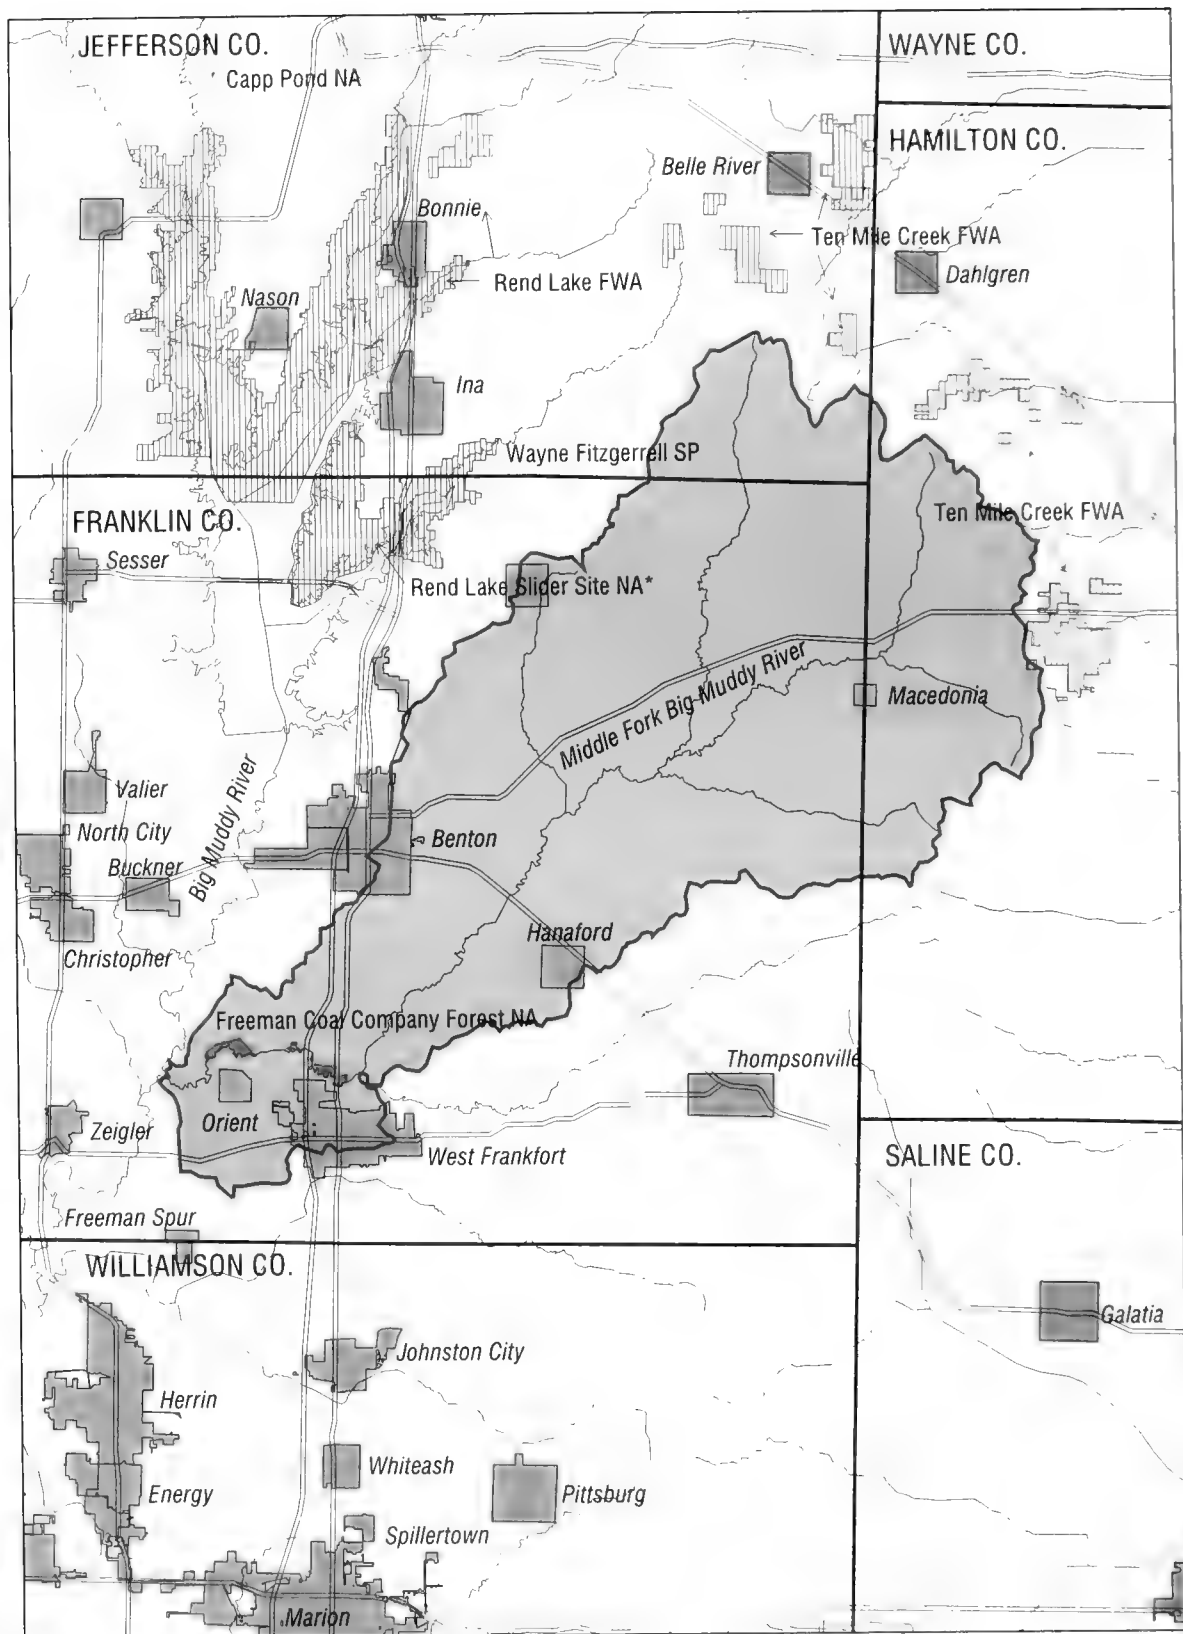 JEFFERSON CO.
WAYNE CO.
Capp Pond NA
HAMILTON CO.
Belle River
Bonnie
Ten Mile Creek FWA
Dahlgren
Rend Lake FWA
Nason
Ina
Wayne Fitzgerrell SP
FRANKLIN CO.
Ten Mile Creek FWA
Sesser
Rend Lake Slider Site NA*
Middle Fork Big Muddy River
Macedonia
Valier
Big Muddy River
North City
Benton
Buckner
Hanaford
Christopher
Freeman Coal Company Forest NA
Thompsonville
Orient
Zeigler
West Frankfort
SALINE CO.
Freeman Spur
WILLIAMSON CO.
Galatia
Johnston City
Herrin
Whiteash
Energy
Pittsburg
Spillertown
Marion